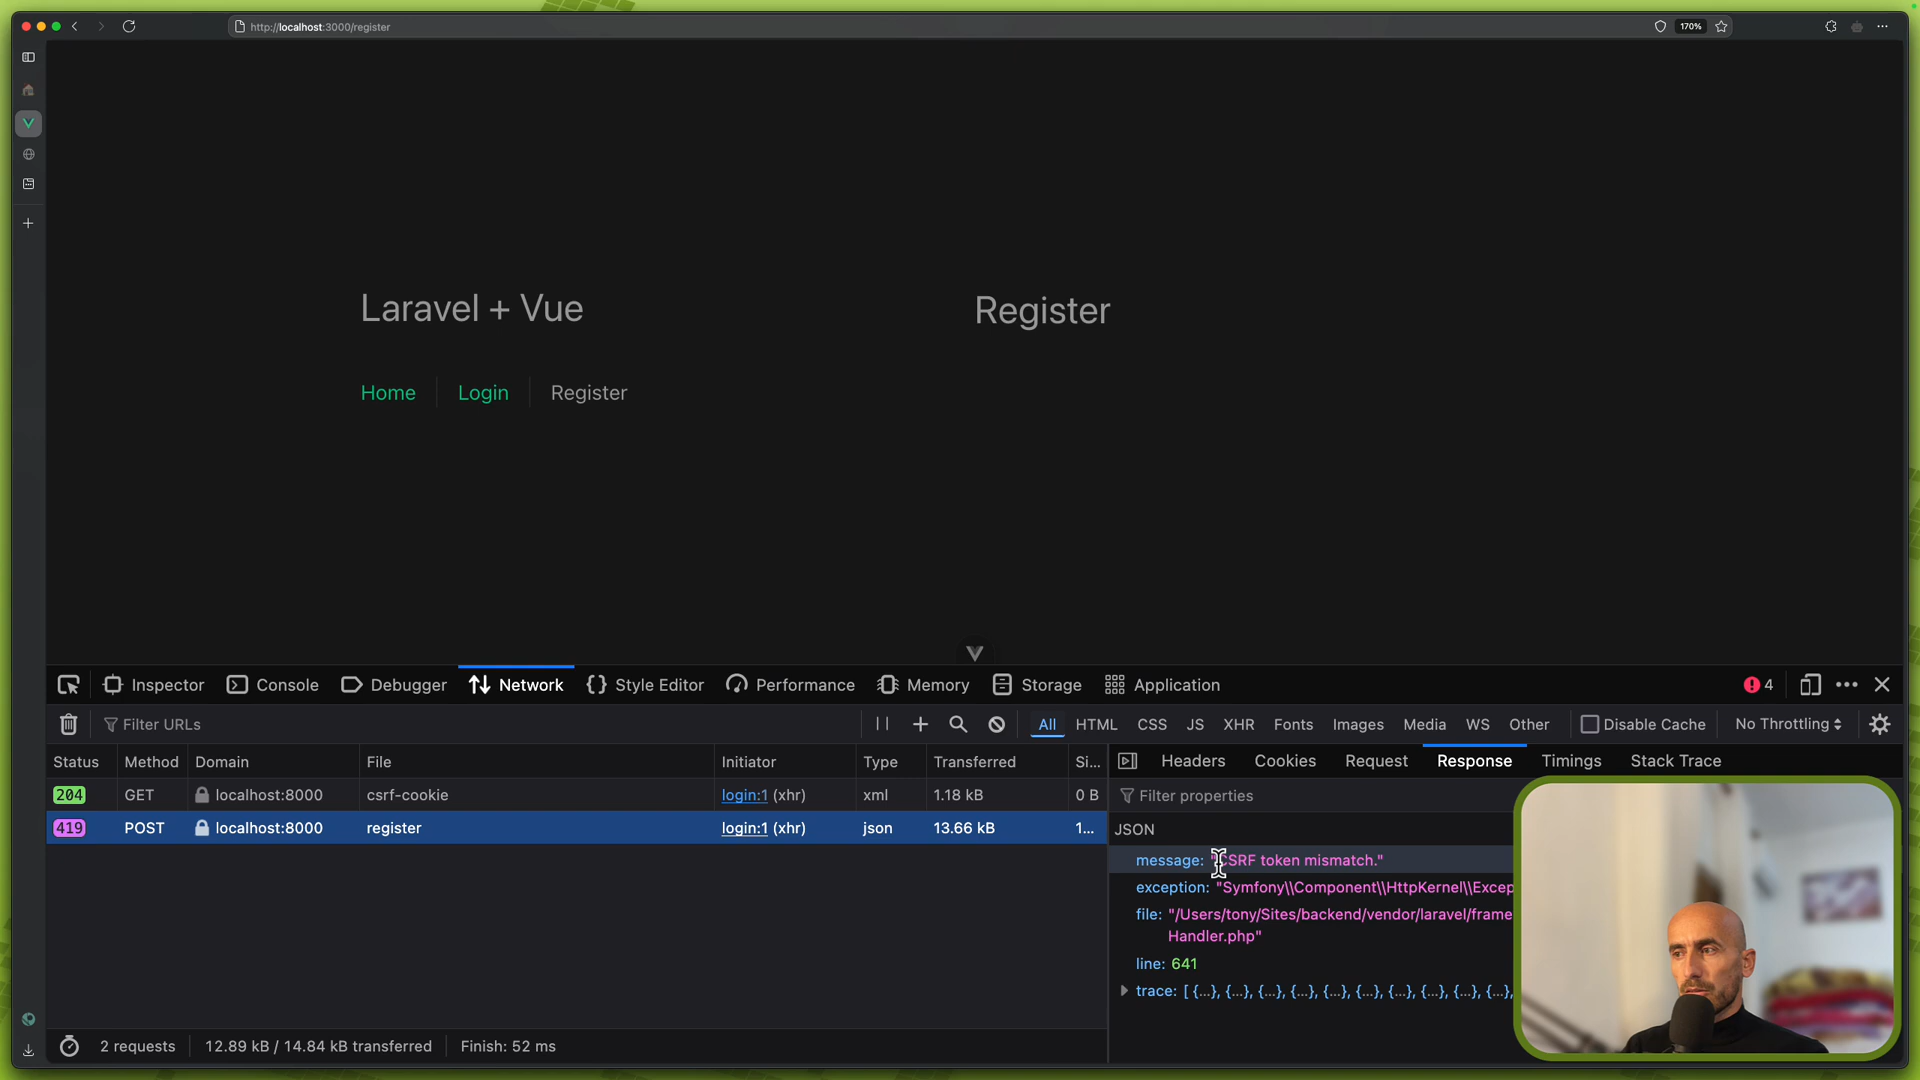 http://localhost:3000/register
170%
Laravel + Vue
Register
Home
Login
Register
Inspector
Console
Debugger
Network
Style Editor
Performance
Memory
Storage
Application
4
Filter URLs
All
HTML
CSS
JS
XHR
Fonts
Images
Media
WS
Other
Disable Cache
No Throttling
Status
Method
Domain
File
Initiator
Type
Transferred
Si...
Headers
Cookies
Request
Response
Timings
Stack Trace
204 GET localhost:8000 csrf-cookie login:1 (xhr) xml 1.18 kB 0 B
Filter properties
419 POST localhost:8000 register login:1 (xhr) json 13.66 kB 1...
JSON
message: "CSRF token mismatch."
exception: "Symfony\\Component\\HttpKernel\\Excep
file: "/Users/tony/Sites/backend/vendor/laravel/frame
Handler.php"
line: 641
trace: [ {...}, {...}, {...}, {...}, {...}, {...}, {...}, {...}, {...}, {...},
2 requests
12.89 kB / 14.84 kB transferred
Finish: 52 ms